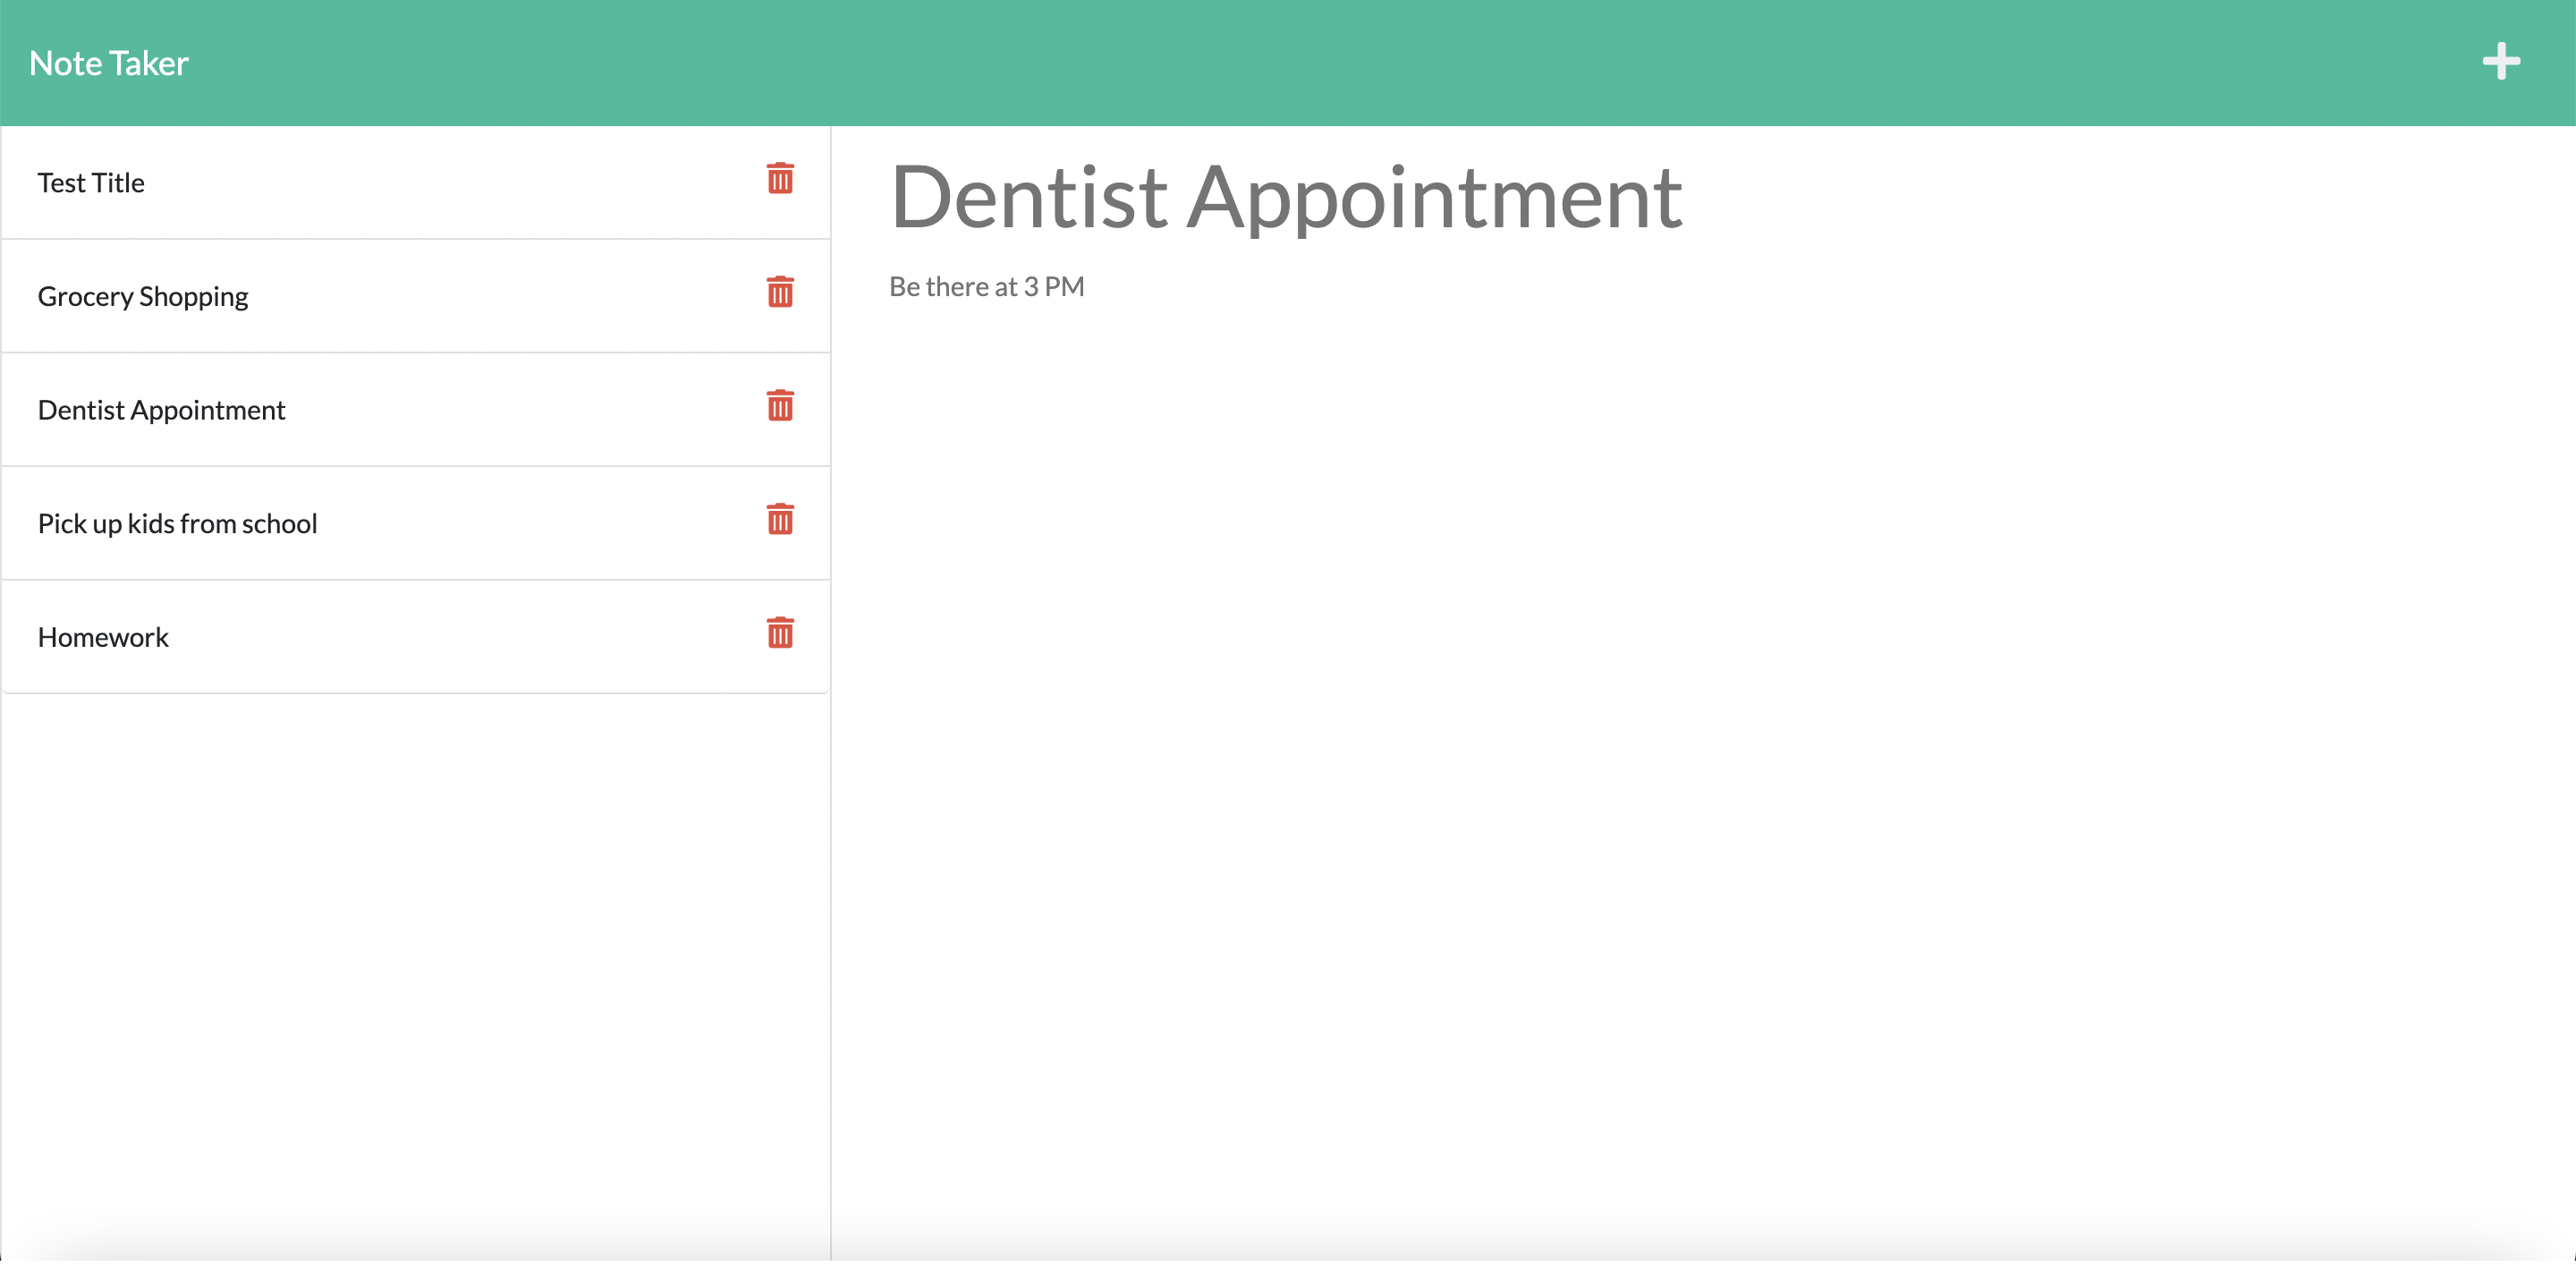 Note Taker
Test Title
Grocery Shopping
Dentist Appointment
Pick up kids from school
Homework
Dentist Appointment
Be there at 3 PM